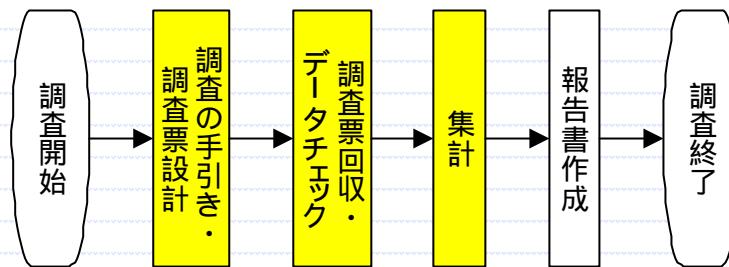 調査開始
調査の手引き・
調査票設計
調査票回収・
データチェック
集計
報告書作成
調査終了